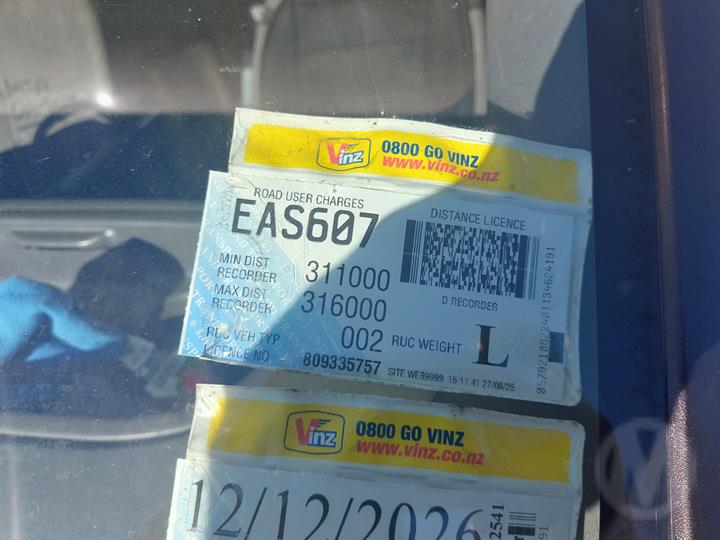 Vinz 0800 GO VINZ
www.vinz.co.nz
ROAD USER CHARGES
EAS607
DISTANCE LICENCE
MIN DIST
RECORDER 311000
MAX DIST
RECORDER 316000
D RECORDER
RUC VEH TYP 002 RUC WEIGHT L
LICENCE NO 809335757
SITE WEB9999 15:11:41 27/08/25
Vinz 0800 GO VINZ
www.vinz.co.nz
12/12/2026